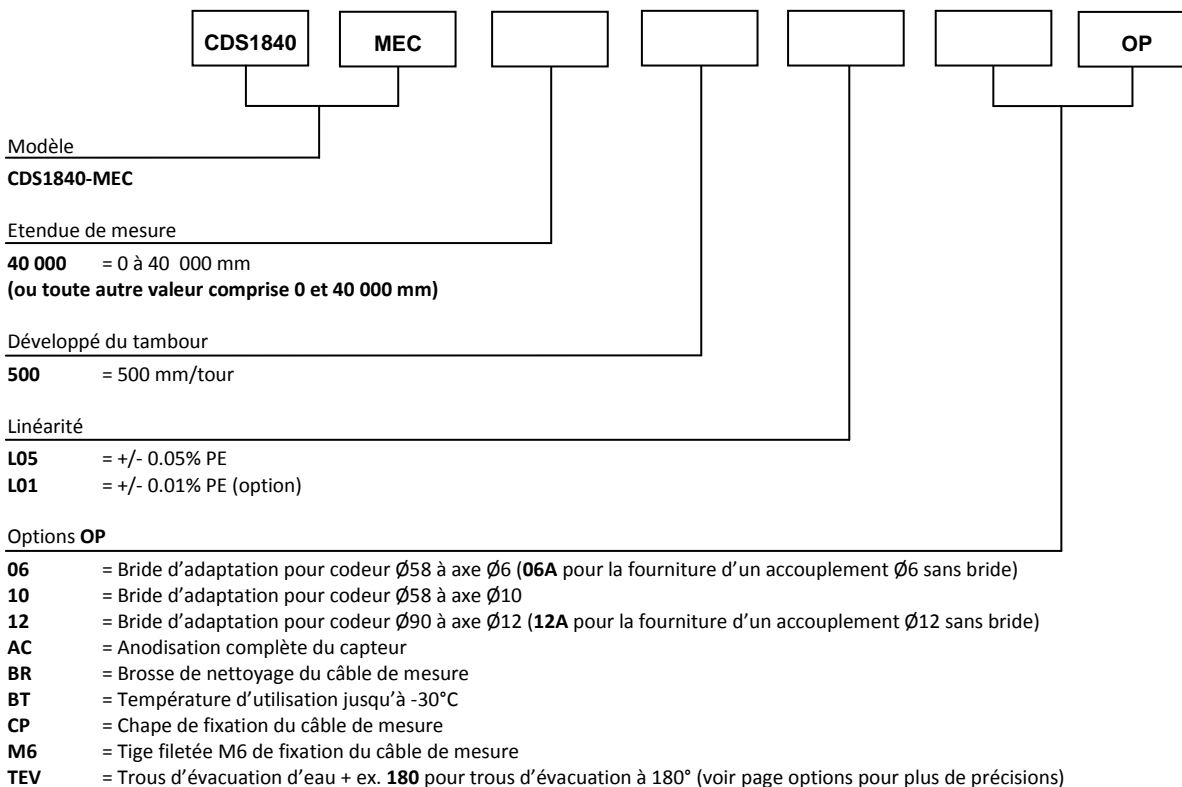 CDS1840 MEC OP
Modèle
CDS1840-MEC
Etendue de mesure
40 000 = 0 à 40 000 mm
(ou toute autre valeur comprise 0 et 40 000 mm)
Développé du tambour
500 = 500 mm/tour
Linéarité
L05 = +/- 0.05% PE
L01 = +/- 0.01% PE (option)
Options OP
06 = Bride d’adaptation pour codeur Ø58 à axe Ø6 (06A pour la fourniture d’un accouplement Ø6 sans bride)
10 = Bride d’adaptation pour codeur Ø58 à axe Ø10
12 = Bride d’adaptation pour codeur Ø90 à axe Ø12 (12A pour la fourniture d’un accouplement Ø12 sans bride)
AC = Anodisation complète du capteur
BR = Brosse de nettoyage du câble de mesure
BT = Température d’utilisation jusqu’à -30°C
CP = Chape de fixation du câble de mesure
M6 = Tige filetée M6 de fixation du câble de mesure
TEV = Trous d’évacuation d’eau + ex. 180 pour trous d’évacuation à 180° (voir page options pour plus de précisions)